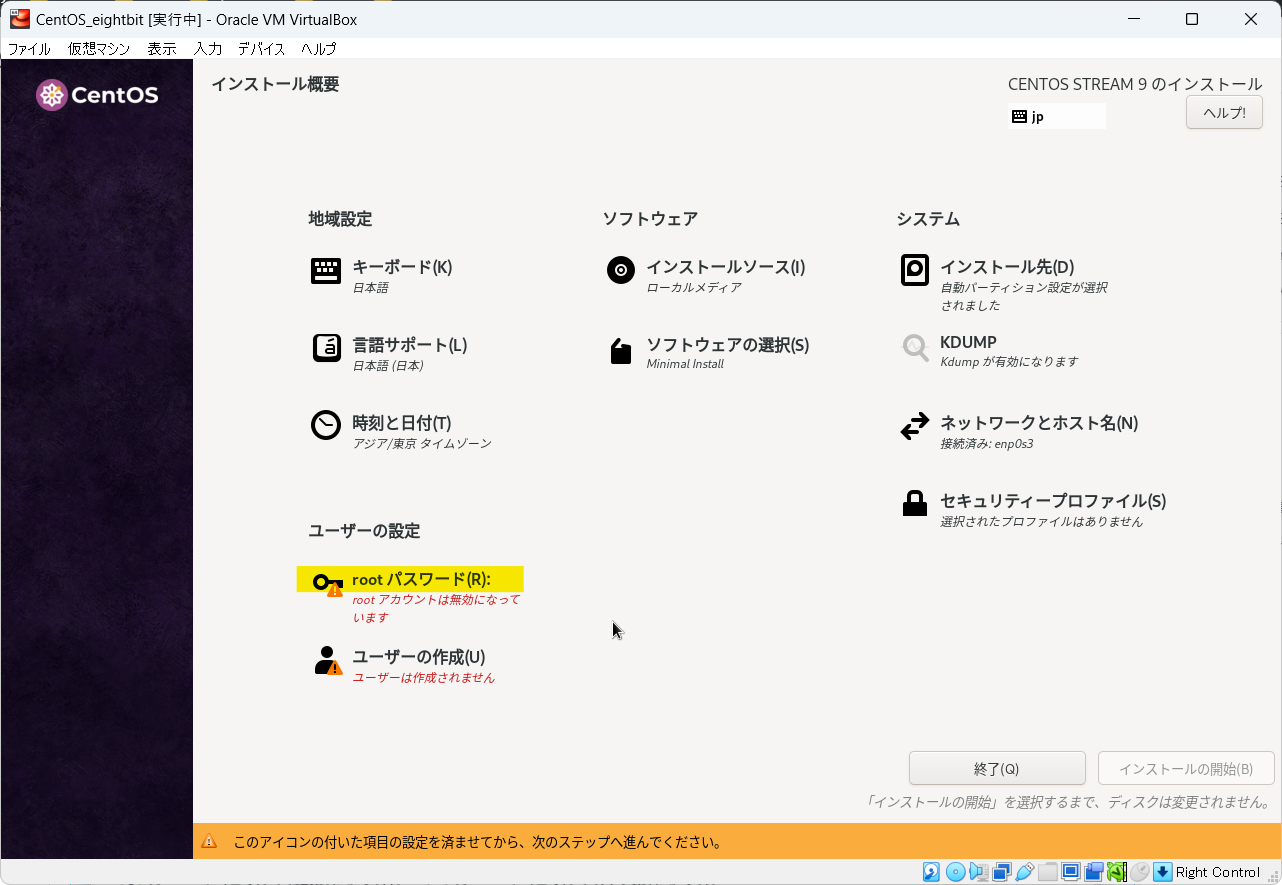 CentOS_eightbit [実行中] - Oracle VM VirtualBox
ファイル 仮想マシン 表示 入力 デバイス ヘルプ
CentOS
インストール概要
CENTOS STREAM 9 のインストール
jp
ヘルプ!
地域設定
キーボード(K)
日本語
言語サポート(L)
日本語 (日本)
時刻と日付(T)
アジア/東京 タイムゾーン
ソフトウェア
インストールソース(I)
ローカルメディア
ソフトウェアの選択(S)
Minimal Install
システム
インストール先(D)
自動パーティション設定が選択
されました
KDUMP
Kdump が有効になります
ネットワークとホスト名(N)
接続済み: enp0s3
セキュリティープロファイル(S)
選択されたプロファイルはありません
ユーザーの設定
root パスワード(R):
root アカウントは無効になって
います
ユーザーの作成(U)
ユーザーは作成されません
終了(Q)
インストールの開始(B)
「インストールの開始」を選択するまで、ディスクは変更されません。
このアイコンの付いた項目の設定を済ませてから、次のステップへ進んでください。
Right Control